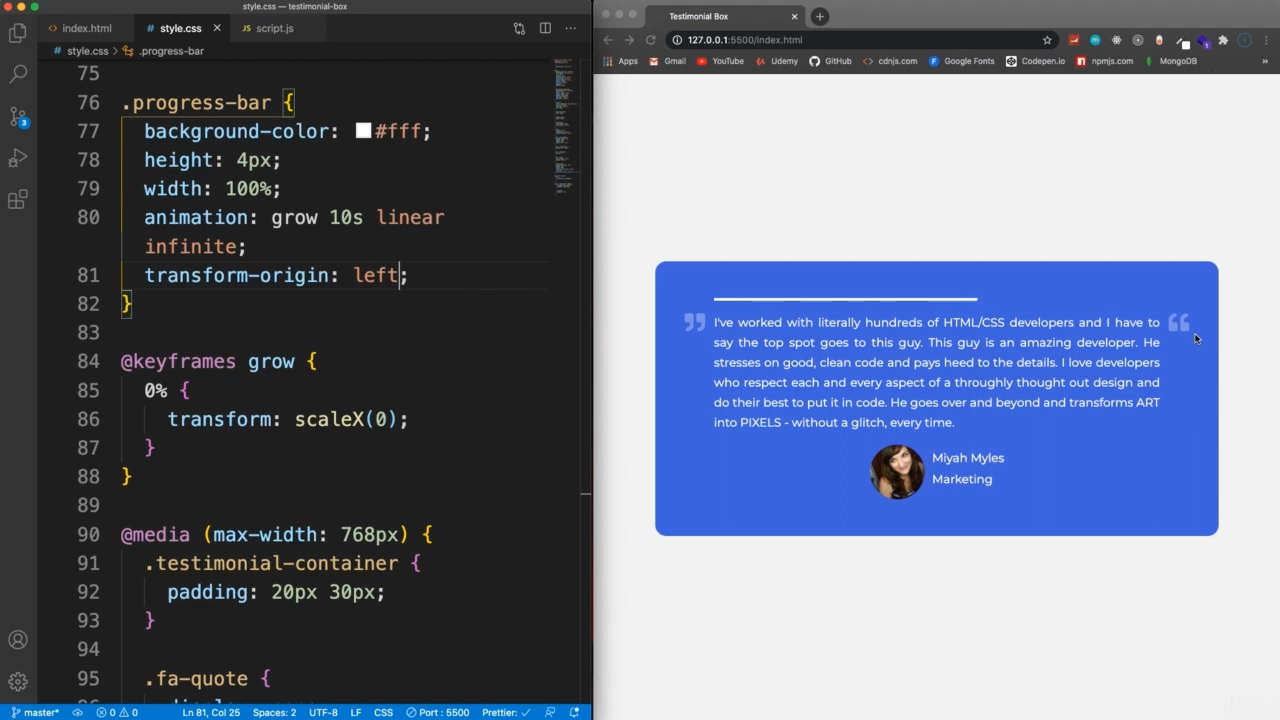 style.css — testimonial-box
index.html
style.css
script.js
style.css > .progress-bar
75
76 .progress-bar {
77 background-color: #fff;
78 height: 4px;
79 width: 100%;
80 animation: grow 10s linear
infinite;
81 transform-origin: left;
82 }
83
84 @keyframes grow {
85 0% {
86 transform: scaleX(0);
87 }
88 }
89
90 @media (max-width: 768px) {
91 .testimonial-container {
92 padding: 20px 30px;
93 }
94
95 .fa-quote {
3
master* 0 0 Ln 81, Col 25 Spaces: 2 UTF-8 LF CSS Port : 5500 Prettier: ✓
Testimonial Box
127.0.0.1:5500/index.html
Apps Gmail YouTube Udemy GitHub <> cdnjs.com Google Fonts Codepen.io npmjs.com MongoDB »
I've worked with literally hundreds of HTML/CSS developers and I have to
say the top spot goes to this guy. This guy is an amazing developer. He
stresses on good, clean code and pays heed to the details. I love developers
who respect each and every aspect of a throughly thought out design and
do their best to put it in code. He goes over and beyond and transforms ART
into PIXELS - without a glitch, every time.
Miyah Myles
Marketing